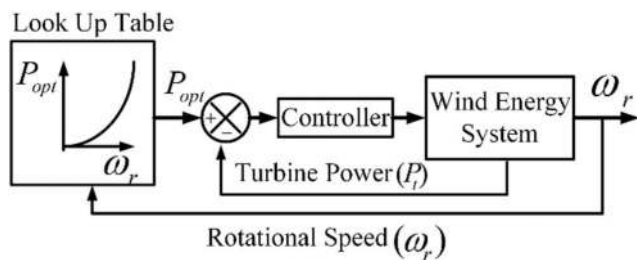 Look Up Table
P_opt
ω_r
P_opt
+
−
Controller
Wind Energy
System
ω_r
Turbine Power (P_t)
Rotational Speed (ω_r)